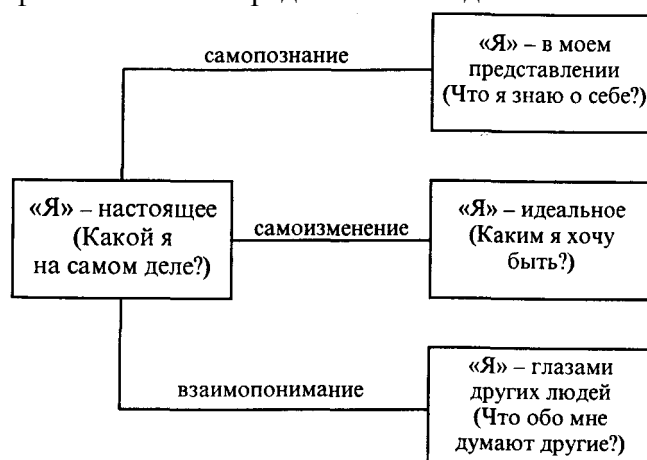 самопознание
«Я» – в моем
представлении
(Что я знаю о себе?)
«Я» – настоящее
(Какой я
на самом деле?)
самоизменение
«Я» – идеальное
(Каким я хочу
быть?)
взаимопонимание
«Я» – глазами
других людей
(Что обо мне
думают другие?)